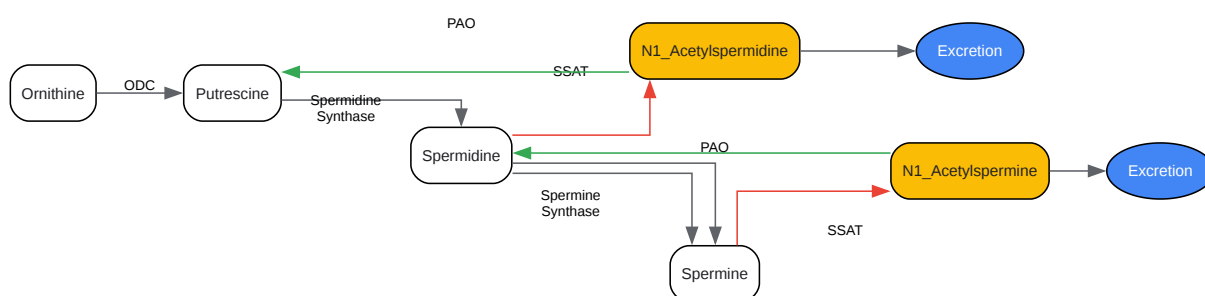 PAO
N1_Acetylspermidine
Excretion
SSAT
Ornithine
ODC
Putrescine
Spermidine
Synthase
Spermidine
PAO
N1_Acetylspermine
Excretion
Spermine
Synthase
SSAT
Spermine